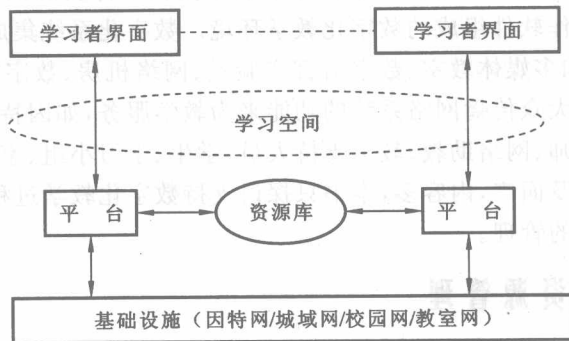 学习者界面 学习者界面
学习空间
平 台 资源库 平 台
基础设施（因特网/城域网/校园网/教室网）